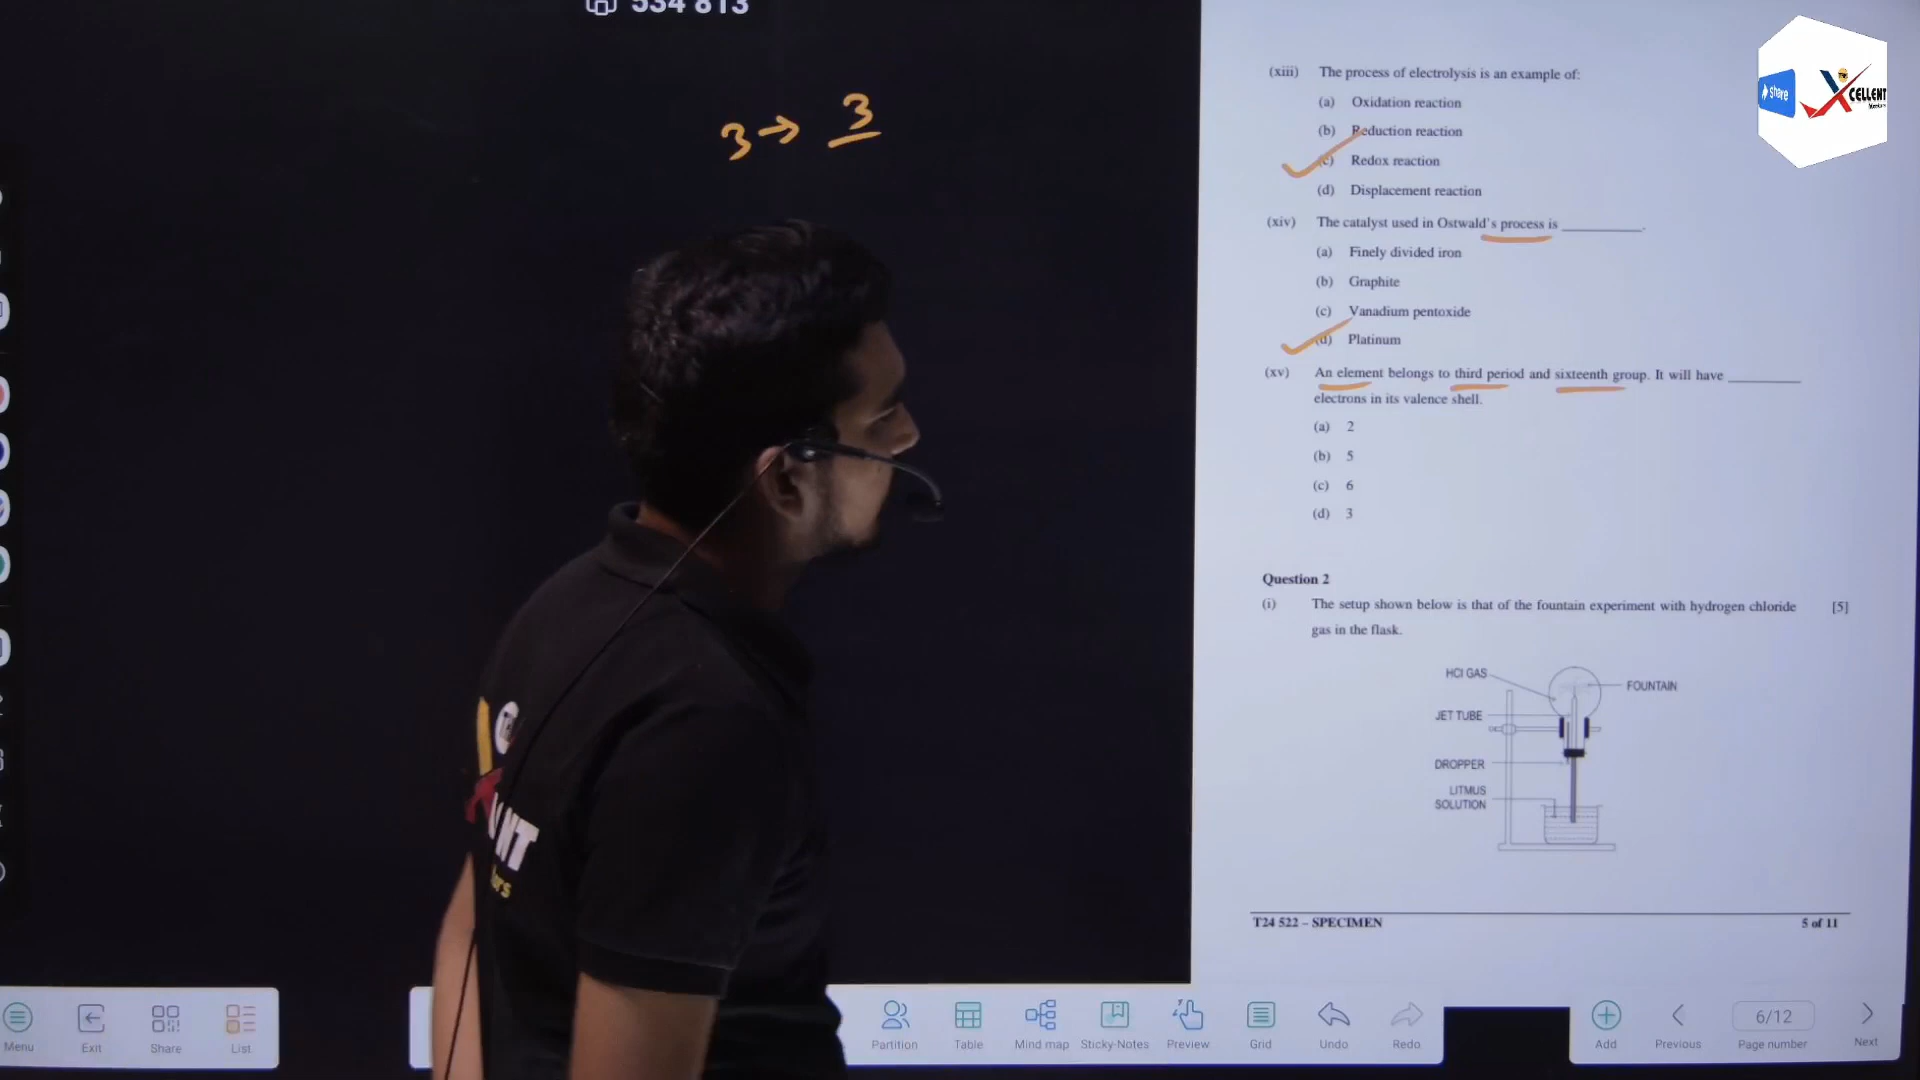 534 813
3 → 3
(xiii) The process of electrolysis is an example of:
(a) Oxidation reaction
(b) Reduction reaction
(c) Redox reaction
(d) Displacement reaction
(xiv) The catalyst used in Ostwald's process is __________.
(a) Finely divided iron
(b) Graphite
(c) Vanadium pentoxide
(d) Platinum
(xv) An element belongs to third period and sixteenth group. It will have _________
electrons in its valence shell.
(a) 2
(b) 5
(c) 6
(d) 3
Question 2
(i) The setup shown below is that of the fountain experiment with hydrogen chloride [5]
gas in the flask.
HCl GAS
FOUNTAIN
JET TUBE
DROPPER
LITMUS
SOLUTION
T24 522 – SPECIMEN 5 of 11
Share
XCELLENT
NT
Menu Exit Share List Partition Table Mind map Sticky-Notes Preview Grid Undo Redo Add Previous 6/12 Page number Next